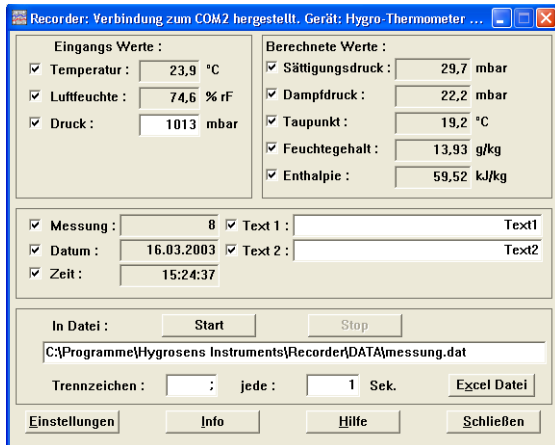 Recorder: Verbindung zum COM2 hergestellt. Gerät: Hygro-Thermometer ...
Eingangs Werte :
Temperatur : 23,9 °C
Luftfeuchte : 74,6 % rF
Druck : 1013 mbar
Berechnete Werte :
Sättigungsdruck : 29,7 mbar
Dampfdruck : 22,2 mbar
Taupunkt : 19,2 °C
Feuchtegehalt : 13,93 g/kg
Enthalpie : 59,52 kJ/kg
Messung : 8 Text 1 : Text1
Datum : 16.03.2003 Text 2 : Text2
Zeit : 15:24:37
In Datei : Start Stop
C:\Programme\Hygrosens Instruments\Recorder\DATA\messung.dat
Trennzeichen : ; jede : 1 Sek. Excel Datei
Einstellungen Info Hilfe Schließen